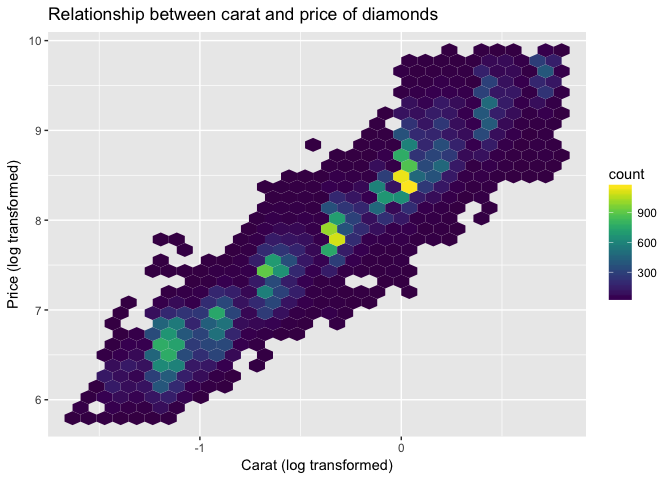 Relationship between carat and price of diamonds
10
9
8
7
6
Price (log transformed)
-1
0
Carat (log transformed)
count
900
600
300